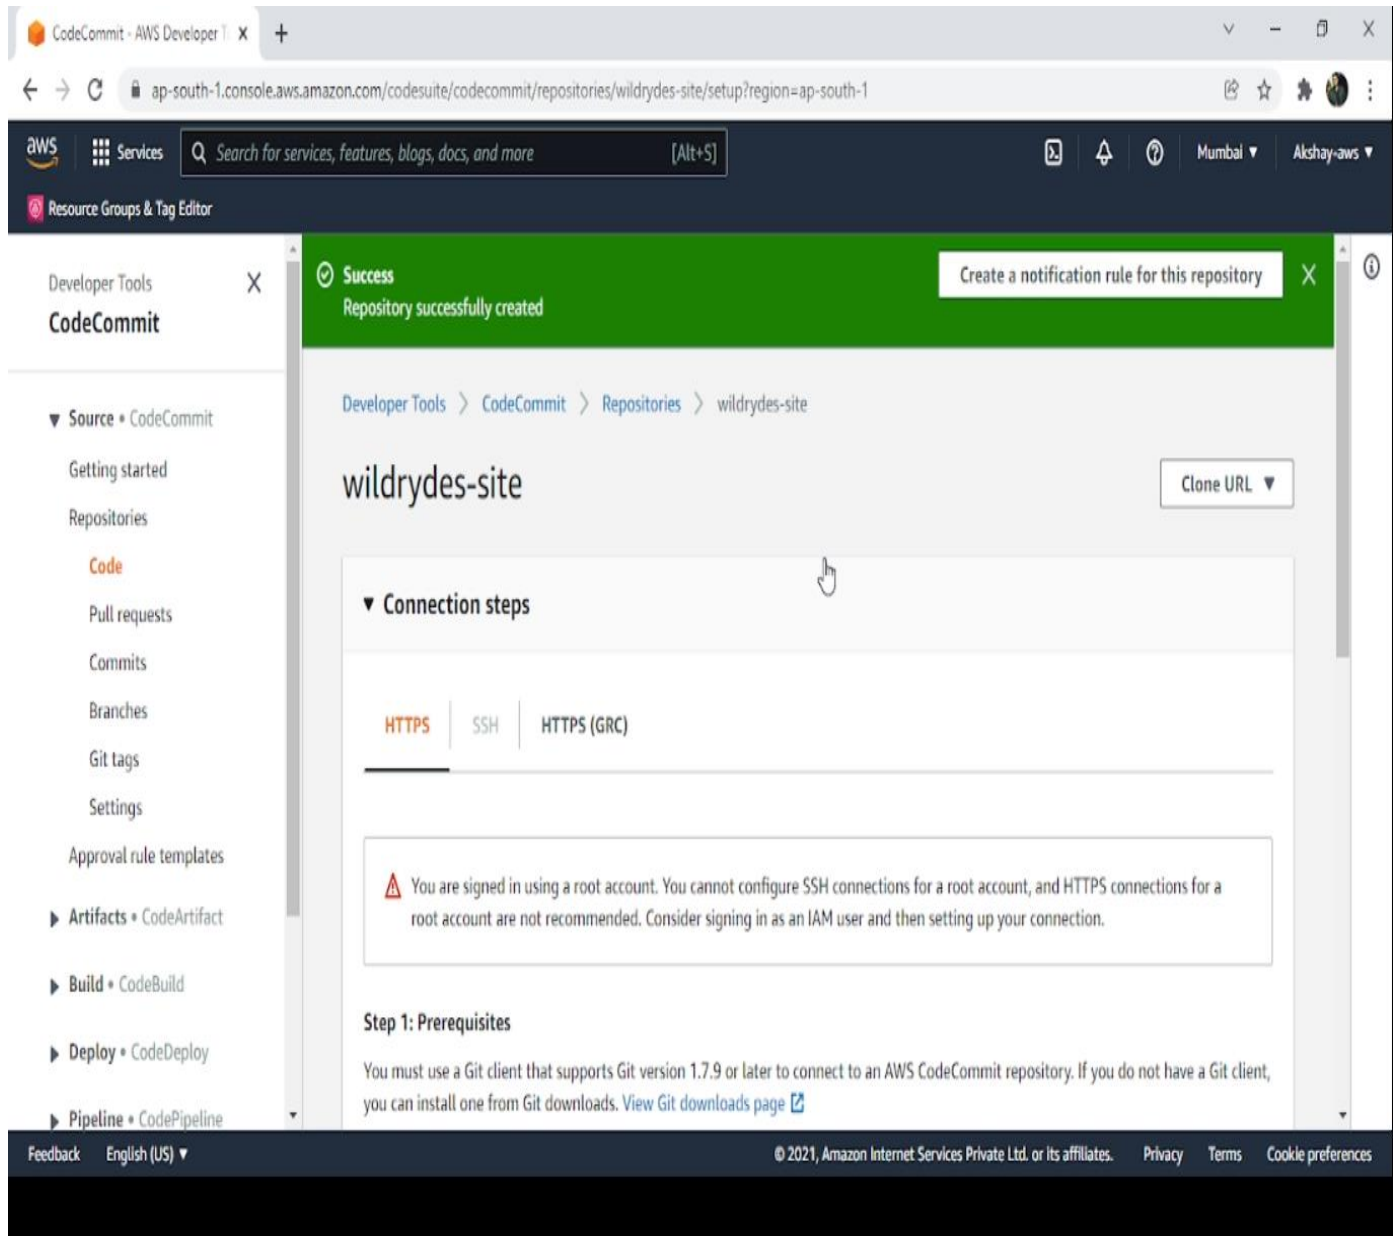 CodeCommit - AWS Developer T
ap-south-1.console.aws.amazon.com/codesuite/codecommit/repositories/wildrydes-site/setup?region=ap-south-1
aws Services Search for services, features, blogs, docs, and more [Alt+S] Mumbai ▼ Akshay-aws ▼
Resource Groups & Tag Editor
Developer Tools
CodeCommit
Source • CodeCommit
Getting started
Repositories
Code
Pull requests
Commits
Branches
Git tags
Settings
Approval rule templates
Artifacts • CodeArtifact
Build • CodeBuild
Deploy • CodeDeploy
Pipeline • CodePipeline
Success
Repository successfully created
Create a notification rule for this repository
Developer Tools > CodeCommit > Repositories > wildrydes-site
wildrydes-site
Clone URL ▼
▼ Connection steps
HTTPS SSH HTTPS (GRC)
You are signed in using a root account. You cannot configure SSH connections for a root account, and HTTPS connections for a
root account are not recommended. Consider signing in as an IAM user and then setting up your connection.
Step 1: Prerequisites
You must use a Git client that supports Git version 1.7.9 or later to connect to an AWS CodeCommit repository. If you do not have a Git client,
you can install one from Git downloads. View Git downloads page
Feedback English (US) ▼ © 2021, Amazon Internet Services Private Ltd. or its affiliates. Privacy Terms Cookie preferences